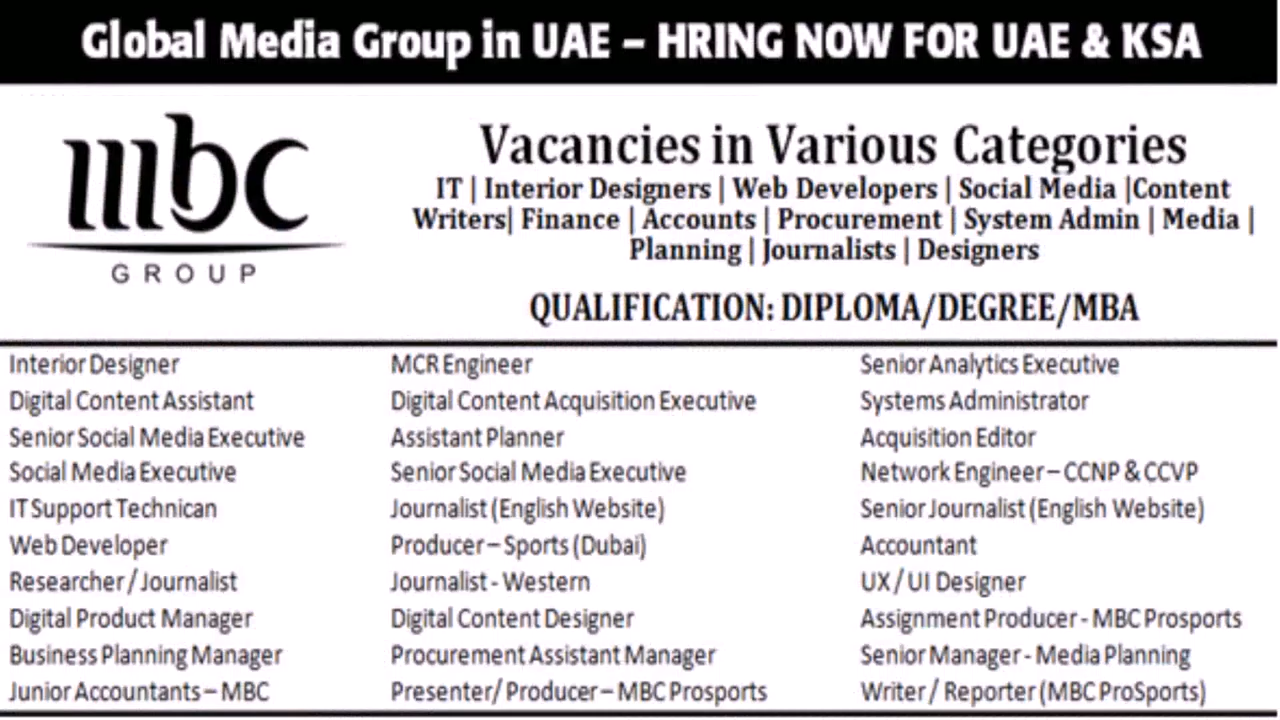 Global Media Group in UAE – HRING NOW FOR UAE & KSA
mbc
GROUP
Vacancies in Various Categories
IT | Interior Designers | Web Developers | Social Media |Content
Writers| Finance | Accounts | Procurement | System Admin | Media |
Planning | Journalists | Designers
QUALIFICATION: DIPLOMA/DEGREE/MBA
Interior Designer
Digital Content Assistant
Senior Social Media Executive
Social Media Executive
IT Support Technican
Web Developer
Researcher / Journalist
Digital Product Manager
Business Planning Manager
Junior Accountants – MBC
MCR Engineer
Digital Content Acquisition Executive
Assistant Planner
Senior Social Media Executive
Journalist (English Website)
Producer – Sports (Dubai)
Journalist - Western
Digital Content Designer
Procurement Assistant Manager
Presenter/ Producer – MBC Prosports
Senior Analytics Executive
Systems Administrator
Acquisition Editor
Network Engineer – CCNP & CCVP
Senior Journalist (English Website)
Accountant
UX / UI Designer
Assignment Producer - MBC Prosports
Senior Manager - Media Planning
Writer / Reporter (MBC ProSports)